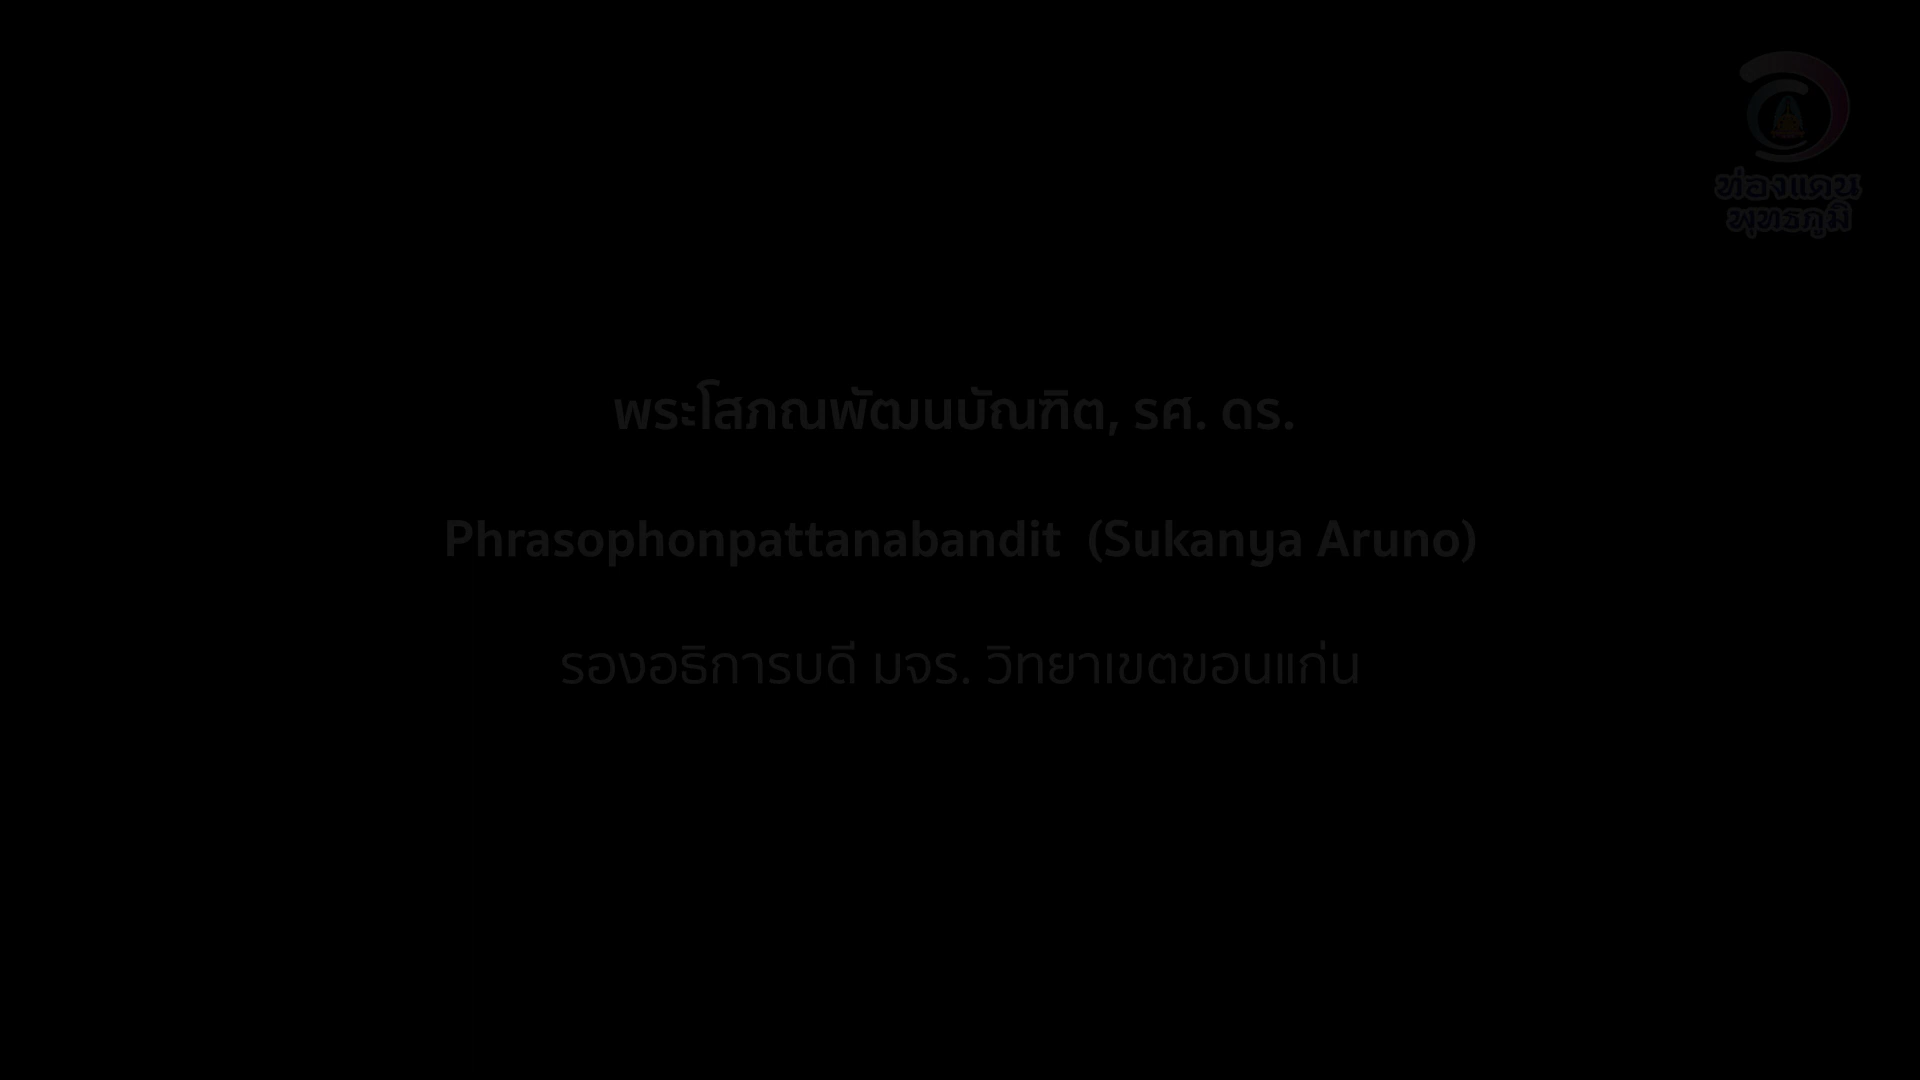 ท่องแดน
พุทธภูมิ
พระโสภณพัฒนบัณฑิต, รศ. ดร.
Phrasophonpattanabandit (Sukanya Aruno)
รองอธิการบดี มจร. วิทยาเขตขอนแก่น